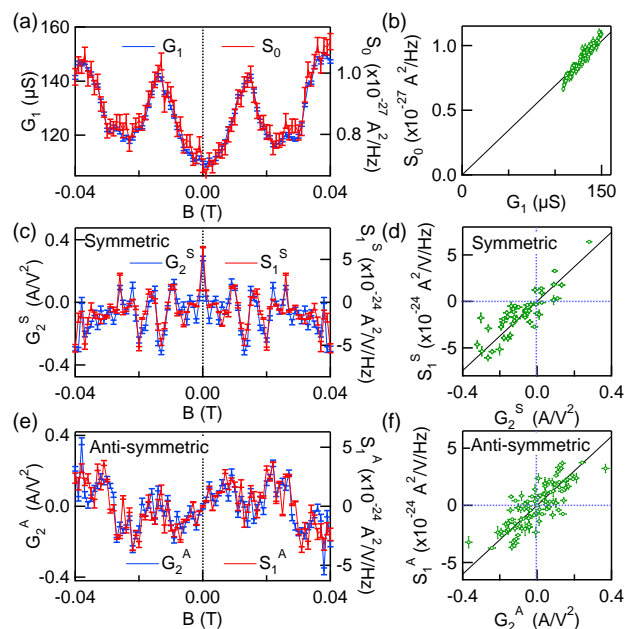 (a)
160
140
120
G₁ (µS)
G₁
S₀
1.0
0.8
S₀ (x10⁻²⁷ A²/Hz)
-0.04
0.00
0.04
B (T)
(b)
1.0
0.5
0.0
S₀ (x10⁻²⁷ A²/Hz)
0
50
100
150
G₁ (µS)
(c)
Symmetric
0.4
0.0
-0.4
G₂ˢ (A/V²)
G₂ˢ
S₁ˢ
5
0
-5
S₁ˢ (x10⁻²⁴ A²/V/Hz)
-0.04
0.00
0.04
B (T)
(d)
Symmetric
5
0
-5
S₁ˢ (x10⁻²⁴ A²/V/Hz)
-0.4
0.0
0.4
G₂ˢ (A/V²)
(e)
Anti-symmetric
0.4
0.0
-0.4
G₂ᴬ (A/V²)
G₂ᴬ
S₁ᴬ
5
0
-5
S₁ᴬ (x10⁻²⁴ A²/V/Hz)
-0.04
0.00
0.04
B (T)
(f)
Anti-symmetric
5
0
-5
S₁ᴬ (x10⁻²⁴ A²/V/Hz)
-0.4
0.0
0.4
G₂ᴬ (A/V²)